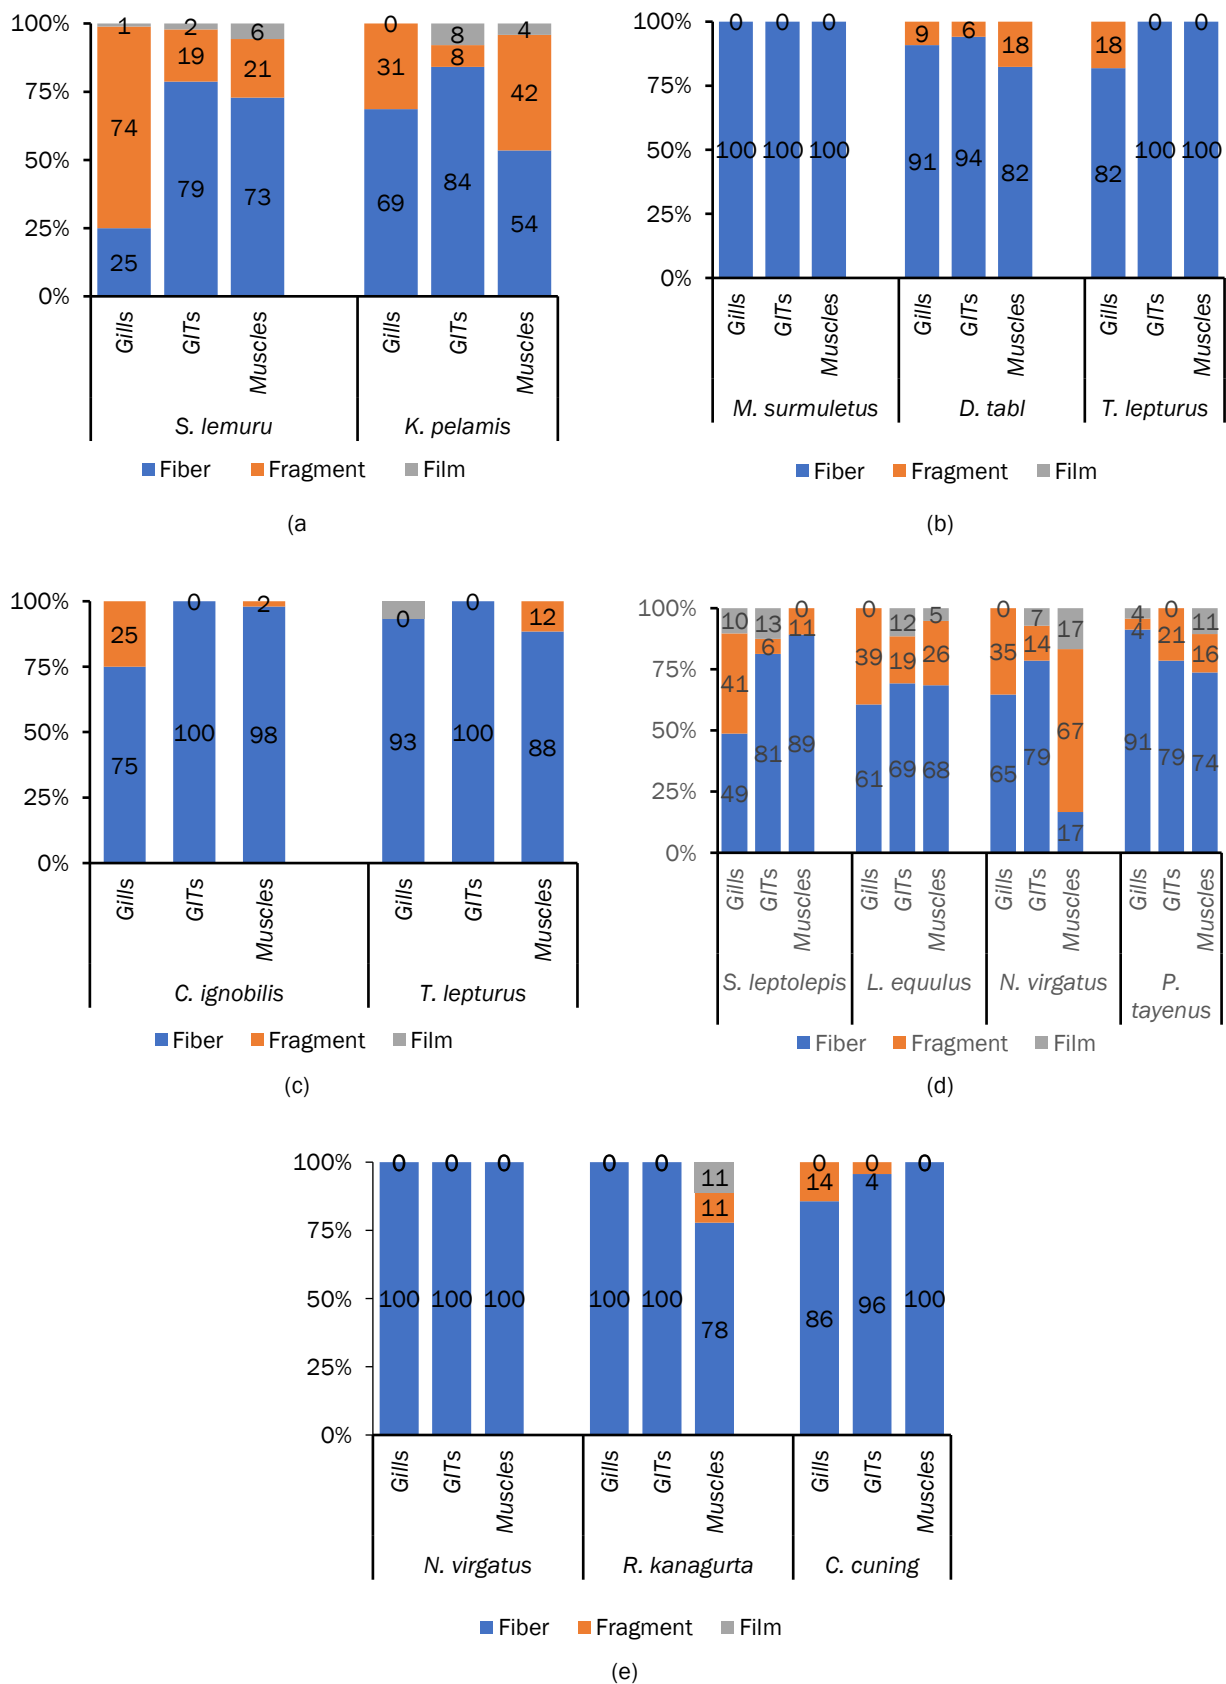 100%
75%
50%
25%
0%
1 2 6 0 8 4
74 19 21 31 8 42
25 79 73 69 84 54
Gills GITs Muscles Gills GITs Muscles
S. lemuru K. pelamis
Fiber Fragment Film
(a
100%
75%
50%
25%
0%
0 0 0 9 6 18 18 0 0
100 100 100 91 94 82 82 100 100
Gills GITs Muscles Gills GITs Muscles Gills GITs Muscles
M. surmuletus D. tabl T. lepturus
Fiber Fragment Film
(b)
100%
75%
50%
25%
0%
25 0 2 0 0 12
75 100 98 93 100 88
Gills GITs Muscles Gills GITs Muscles
C. ignobilis T. lepturus
Fiber Fragment Film
(c)
100%
75%
50%
25%
0%
10 13 0 0 12 5 0 7 17 4 0 11
41 6 11 39 19 26 35 14 67 4 21 16
49 81 89 61 69 68 65 79 17 91 79 74
Gills GITs Muscles Gills GITs Muscles Gills GITs Muscles Gills GITs Muscles
S. leptolepis L. equulus N. virgatus P.
tayenus
Fiber Fragment Film
(d)
100%
75%
50%
25%
0%
0 0 0 0 0 11 0 0 0
11 14 4
100 100 100 100 100 78 86 96 100
Gills GITs Muscles Gills GITs Muscles Gills GITs Muscles
N. virgatus R. kanagurta C. cuning
Fiber Fragment Film
(e)